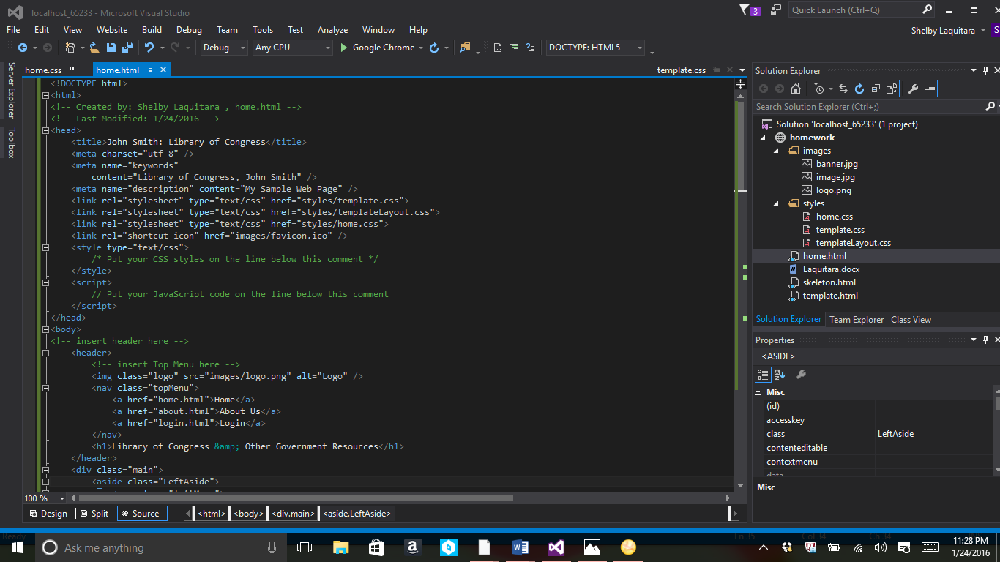 localhost_65233 - Microsoft Visual Studio
3
Quick Launch (Ctrl+Q)
File Edit View Website Build Debug Team Tools Test Analyze Window Help
Shelby Laquitara
Debug Any CPU Google Chrome DOCTYPE: HTML5
Server Explorer
Toolbox
home.css home.html template.css
<!DOCTYPE html>
<html>
<!-- Created by: Shelby Laquitara , home.html -->
<!-- Last Modified: 1/24/2016 -->
<head>
<title>John Smith: Library of Congress</title>
<meta charset="utf-8" />
<meta name="keywords"
content="Library of Congress, John Smith" />
<meta name="description" content="My Sample Web Page" />
<link rel="stylesheet" type="text/css" href="styles/template.css">
<link rel="stylesheet" type="text/css" href="styles/templateLayout.css">
<link rel="stylesheet" type="text/css" href="styles/home.css">
<link rel="shortcut icon" href="images/favicon.ico" />
<style type="text/css">
/* Put your CSS styles on the line below this comment */
</style>
<script>
// Put your JavaScript code on the line below this comment
</script>
</head>
<body>
<!-- insert header here -->
<header>
<!-- insert Top Menu here -->
<img class="logo" src="images/logo.png" alt="Logo" />
<nav class="topMenu">
<a href="home.html">Home</a>
<a href="about.html">About Us</a>
<a href="login.html">Login</a>
</nav>
<h1>Library of Congress &amp; Other Government Resources</h1>
</header>
<div class="main">
<aside class="LeftAside">
100 %
Design Split Source <html> <body> <div.main> <aside.LeftAside>
Solution Explorer
Search Solution Explorer (Ctrl+;)
Solution 'localhost_65233' (1 project)
homework
images
banner.jpg
image.jpg
logo.png
styles
home.css
template.css
templateLayout.css
home.html
Laquitara.docx
skeleton.html
template.html
Solution Explorer Team Explorer Class View
Properties
<ASIDE>
Misc
(id)
accesskey
class LeftAside
contenteditable
contextmenu
data-
Misc
Ready Ln 35 Col 34 Ch 34
Ask me anything
11:28 PM
1/24/2016